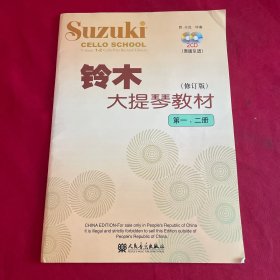 Suzuki
CELLO SCHOOL
2CD
铃木
(修订版)
大提琴教材
第一、二册
CHINA EDITION-For sale only in People's Republic of China
It is illegal and strictly forbidden to sell this Edition outside of
People's Republic of China.
人民音乐出版社